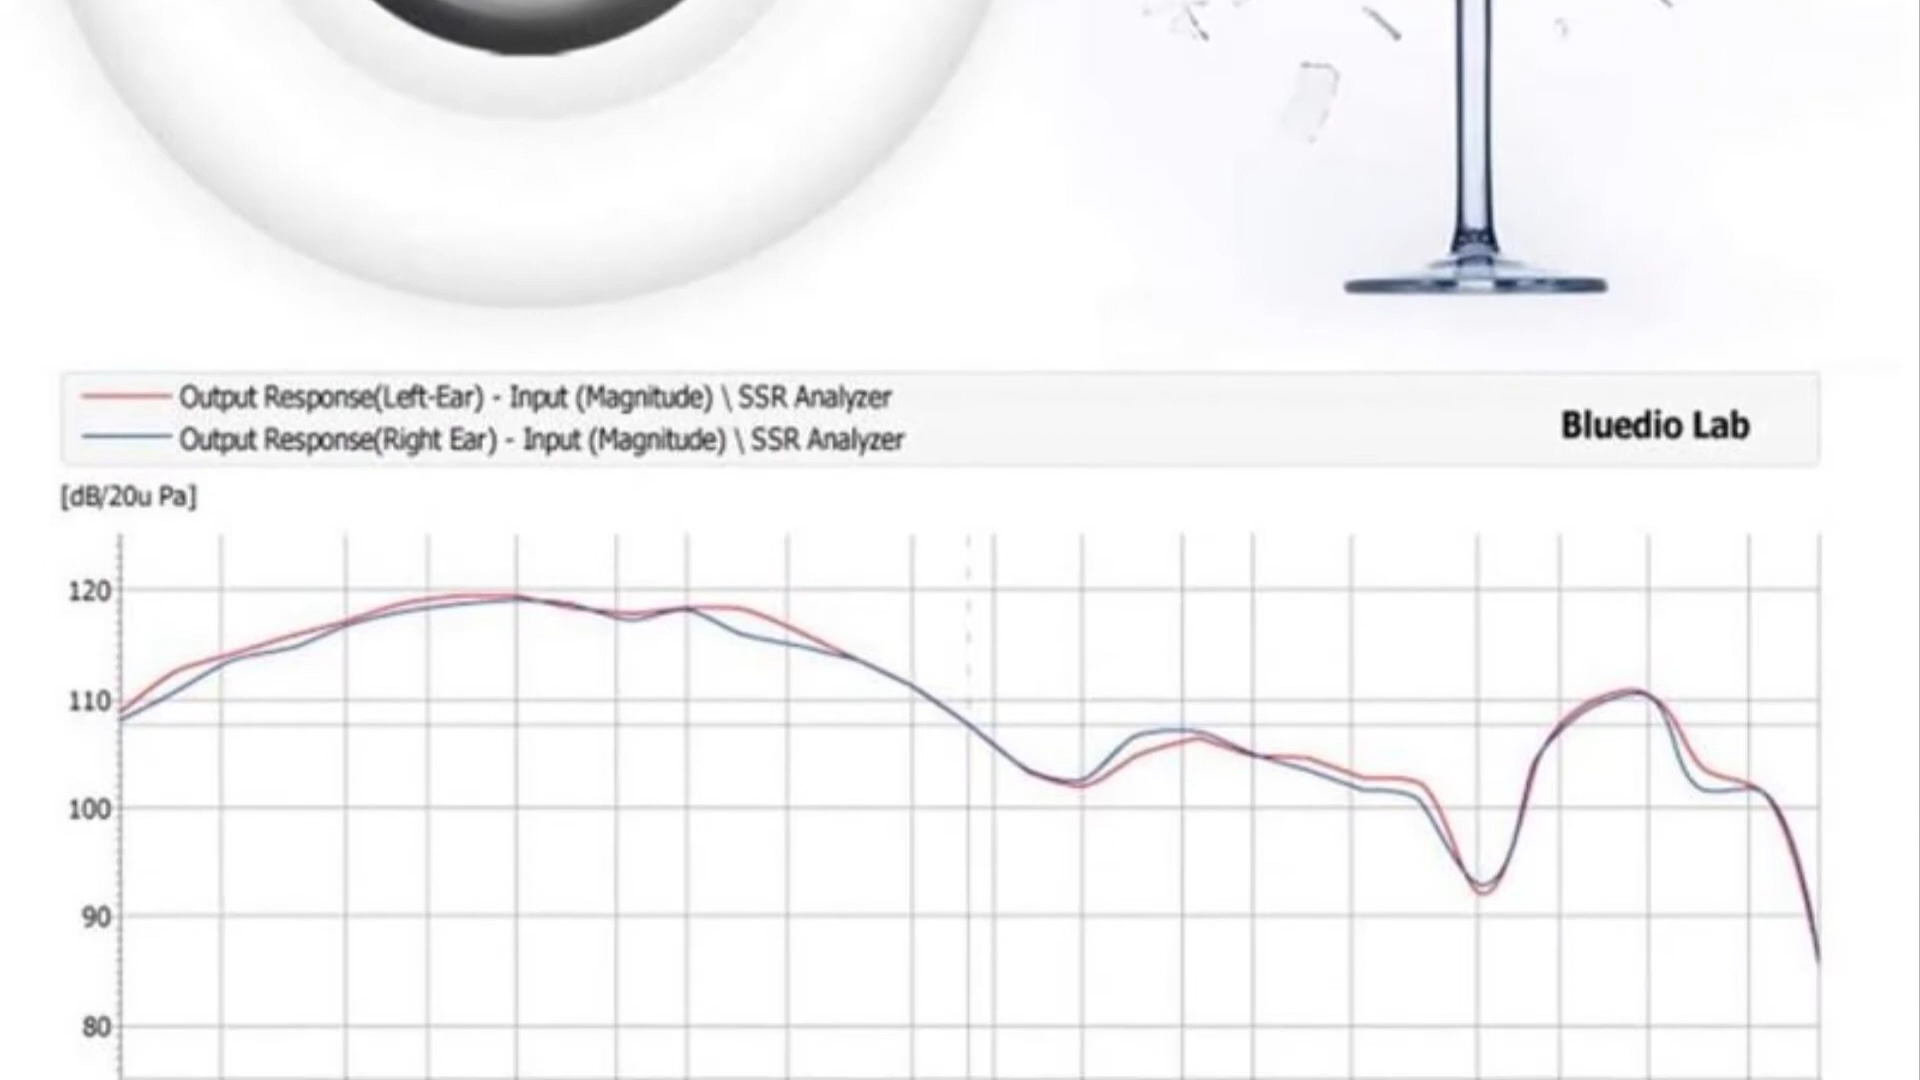 Output Response(Left-Ear) - Input (Magnitude) \ SSR Analyzer
Output Response(Right Ear) - Input (Magnitude) \ SSR Analyzer
Bluedio Lab
[dB/20u Pa]
120
110
100
90
80